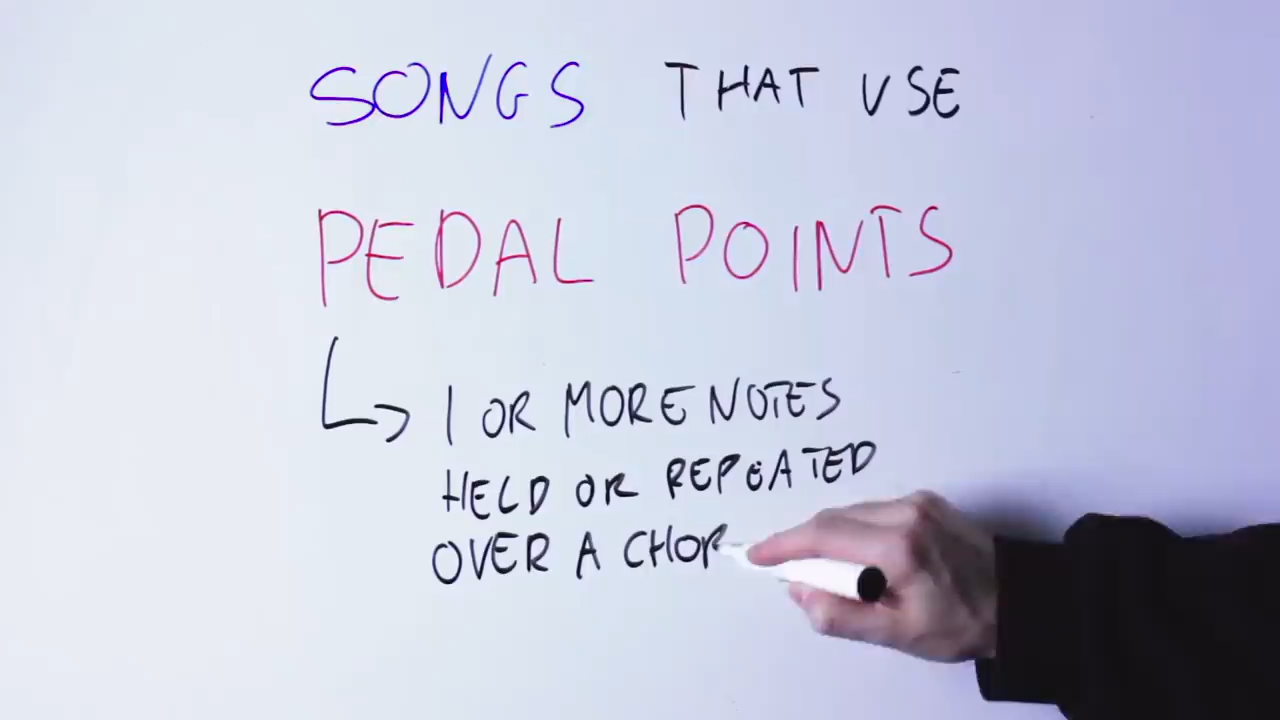 SONGS THAT USE
PEDAL POINTS
1 OR MORE NOTES
HELD OR REPEATED
OVER A CHOR